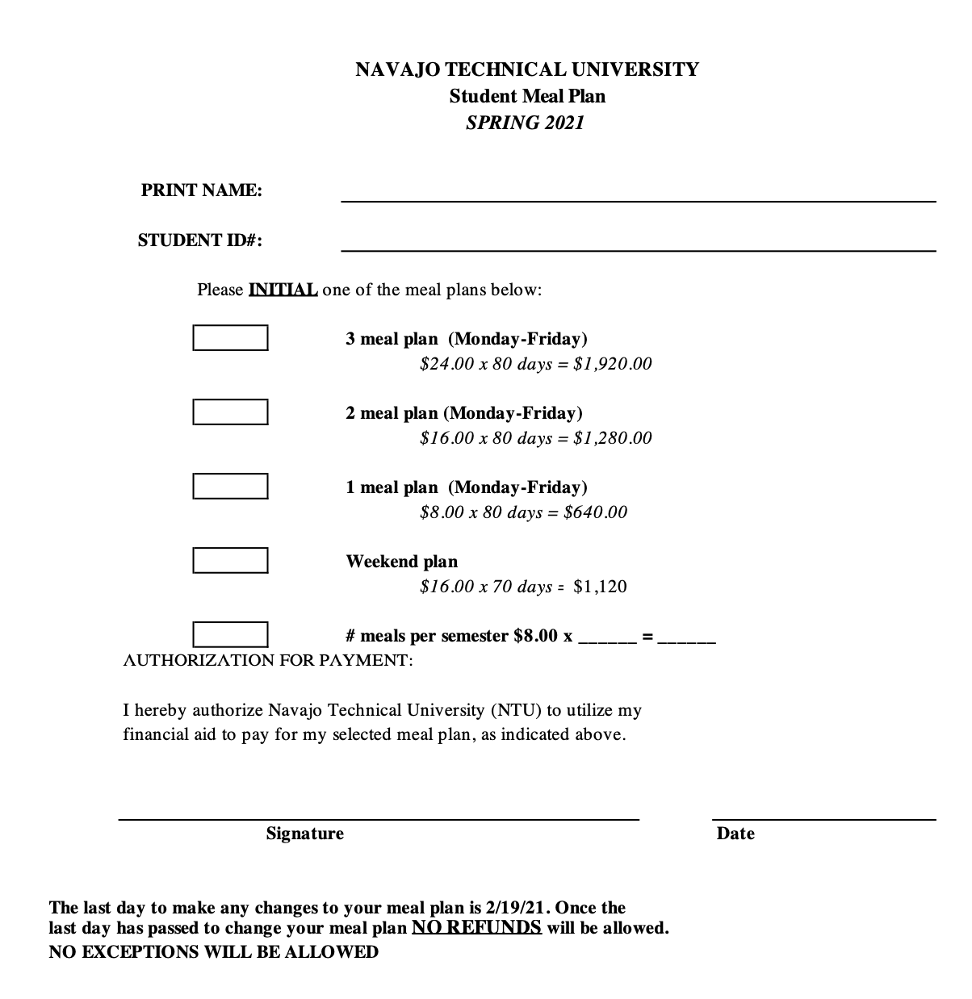 NAVAJO TECHNICAL UNIVERSITY
Student Meal Plan
SPRING 2021
PRINT NAME:
STUDENT ID#:
Please INITIAL one of the meal plans below:
3 meal plan (Monday-Friday)
$24.00 x 80 days = $1,920.00
2 meal plan (Monday-Friday)
$16.00 x 80 days = $1,280.00
1 meal plan (Monday-Friday)
$8.00 x 80 days = $640.00
Weekend plan
$16.00 x 70 days = $1,120
# meals per semester $8.00 x ______ = ______
AUTHORIZATION FOR PAYMENT:
I hereby authorize Navajo Technical University (NTU) to utilize my
financial aid to pay for my selected meal plan, as indicated above.
Signature Date
The last day to make any changes to your meal plan is 2/19/21. Once the
last day has passed to change your meal plan NO REFUNDS will be allowed.
NO EXCEPTIONS WILL BE ALLOWED